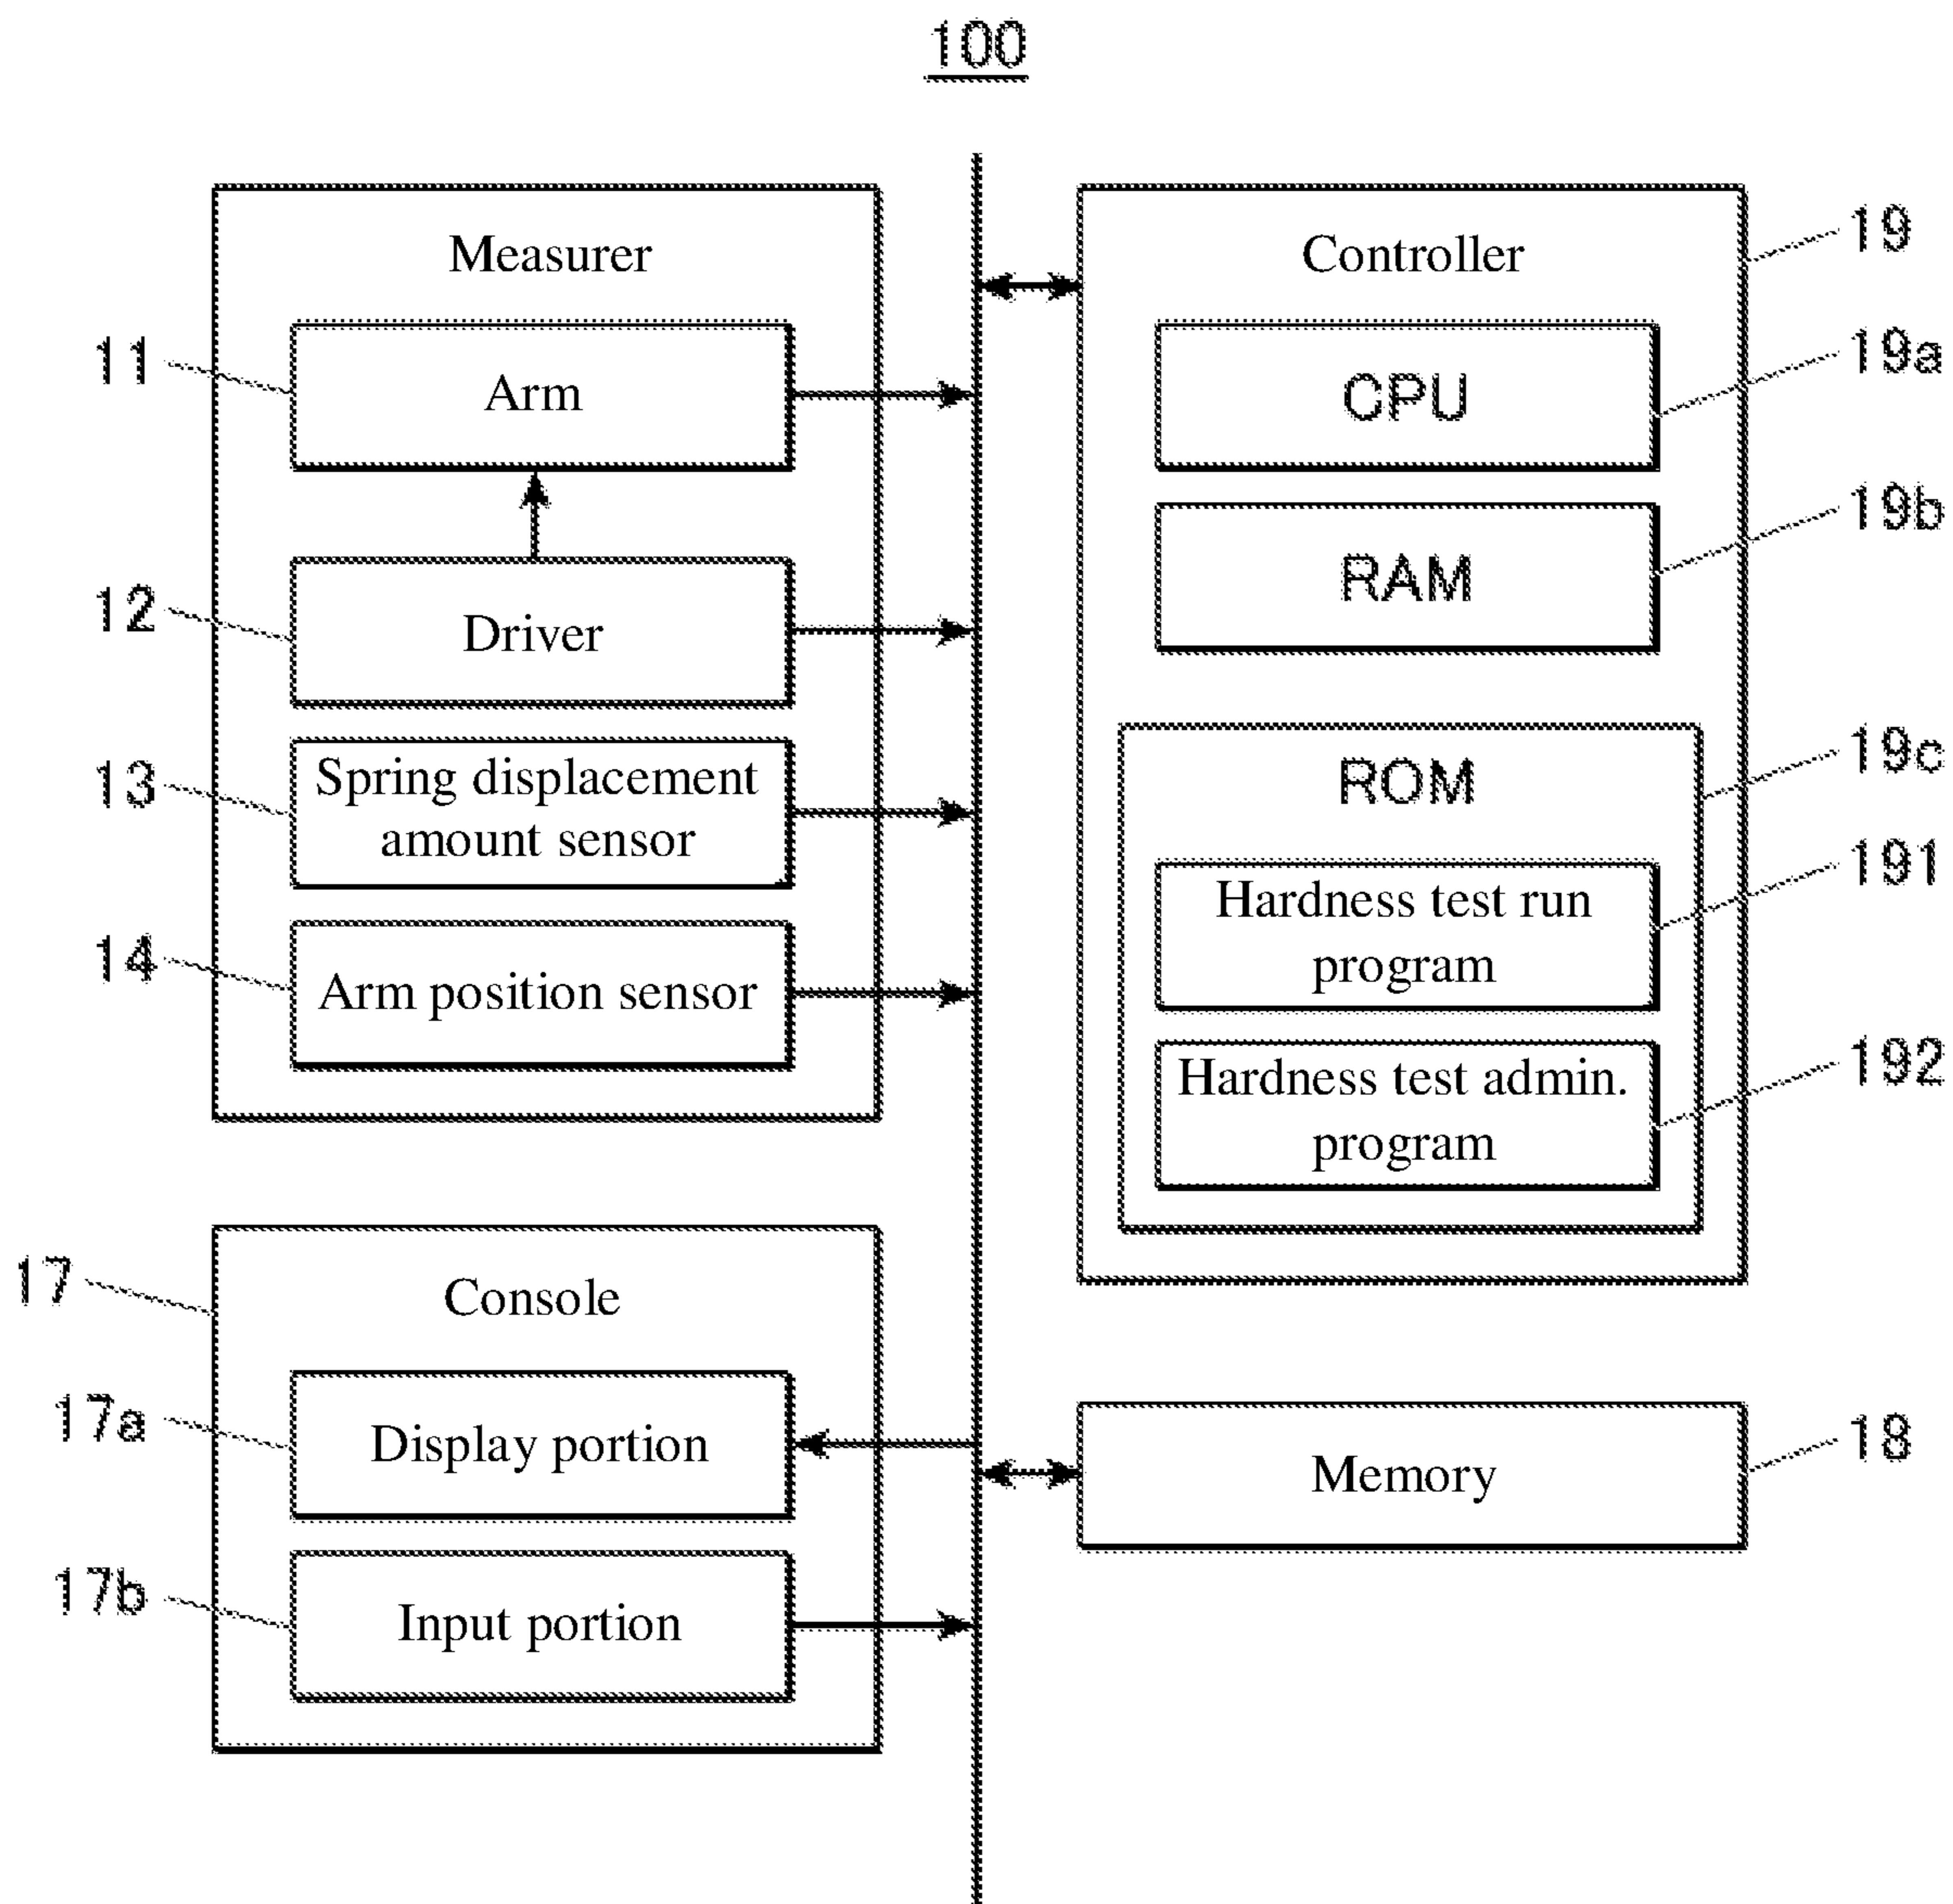 100
Measurer
11
Arm
12
Driver
13
Spring displacement
amount sensor
14
Arm position sensor
17
Console
17a
Display portion
17b
Input portion
Controller
19
CPU
19a
RAM
19b
ROM
19c
Hardness test run
program
191
Hardness test admin.
program
192
Memory
18